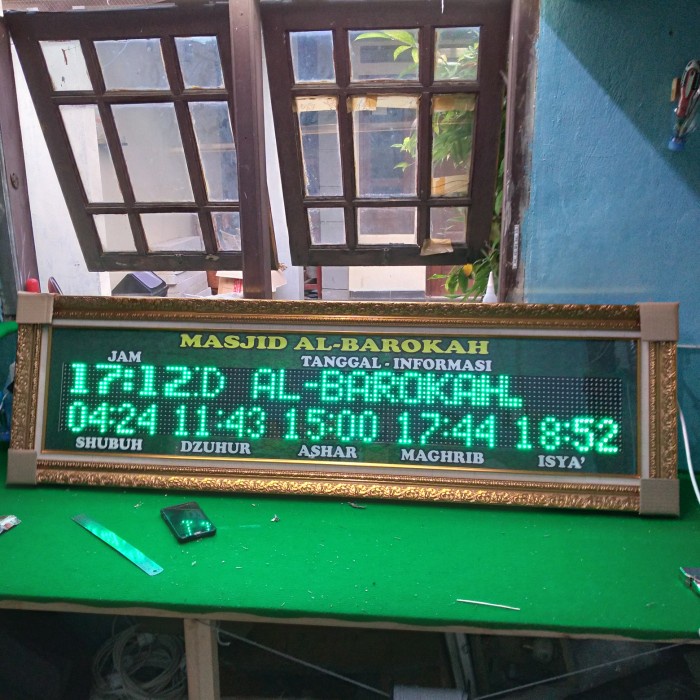 MASJID AL-BAROKAH
JAM TANGGAL - INFORMASI
17:12 D AL-BAROKAH
04:24 11:43 15:00 17:44 18:52
SHUBUH DZUHUR ASHAR MAGHRIB ISYA'